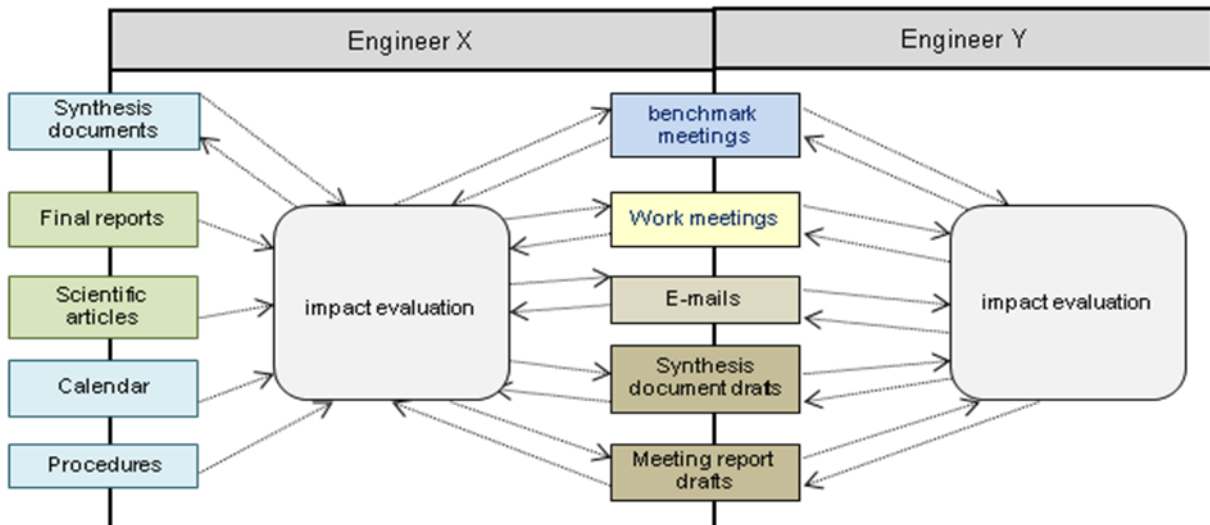 Engineer X
Engineer Y
Synthesis
documents
Final reports
Scientific
articles
Calendar
Procedures
impact evaluation
benchmark
meetings
Work meetings
E-mails
Synthesis
document drafts
Meeting report
drafts
impact evaluation